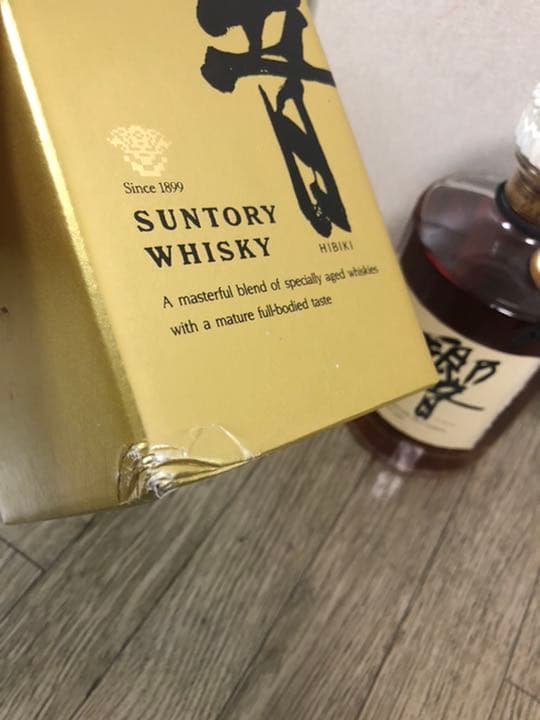 響
Since 1899
SUNTORY
WHISKY
HIBIKI
A masterful blend of specially aged whiskies
with a mature full-bodied taste
響